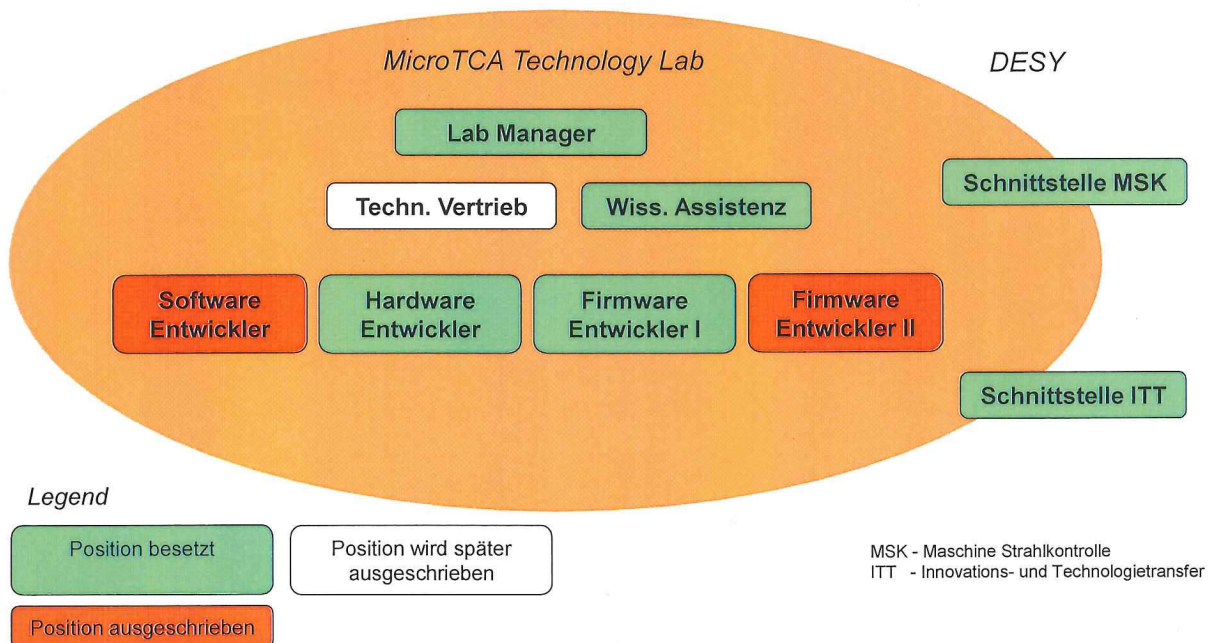 MicroTCA Technology Lab
DESY
Lab Manager
Schnittstelle MSK
Techn. Vertrieb
Wiss. Assistenz
Software
Entwickler
Hardware
Entwickler
Firmware
Entwickler I
Firmware
Entwickler II
Schnittstelle ITT
Legend
Position besetzt
Position wird später
ausgeschrieben
Position ausgeschrieben
MSK - Maschine Strahlkontrolle
ITT - Innovations- und Technologietransfer